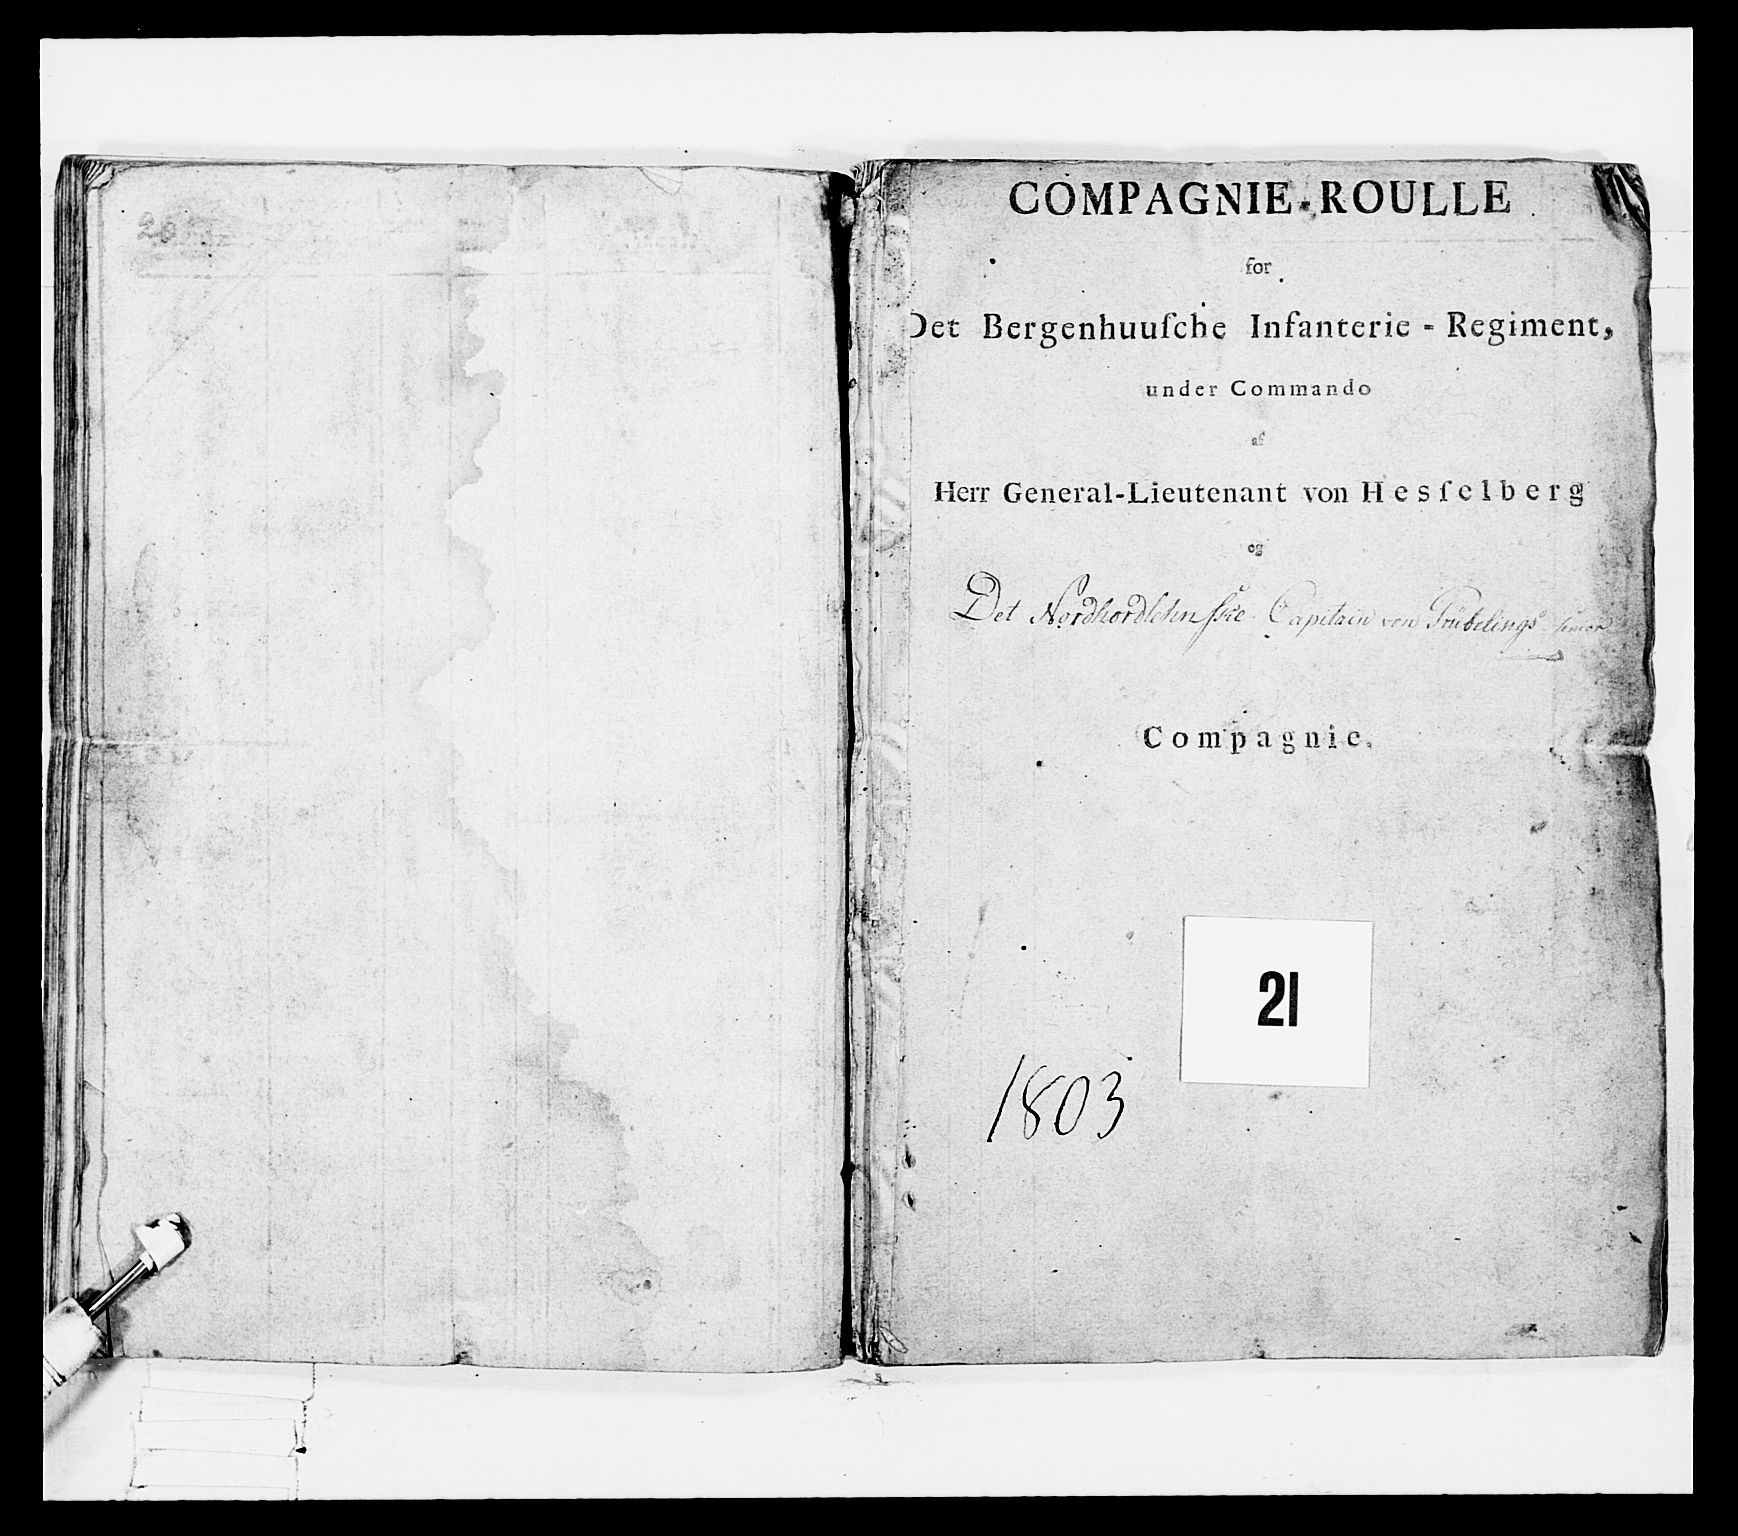 COMPAGNIE-ROULLE
for
Det Bergenhuuſche Infanterie - Regiment,
under Commando
af
Herr General-Lieutenant von Hesſelberg
og
Det Nordhordlehnſke Capitain von Trübelings senior
Compagnie.
21
1803